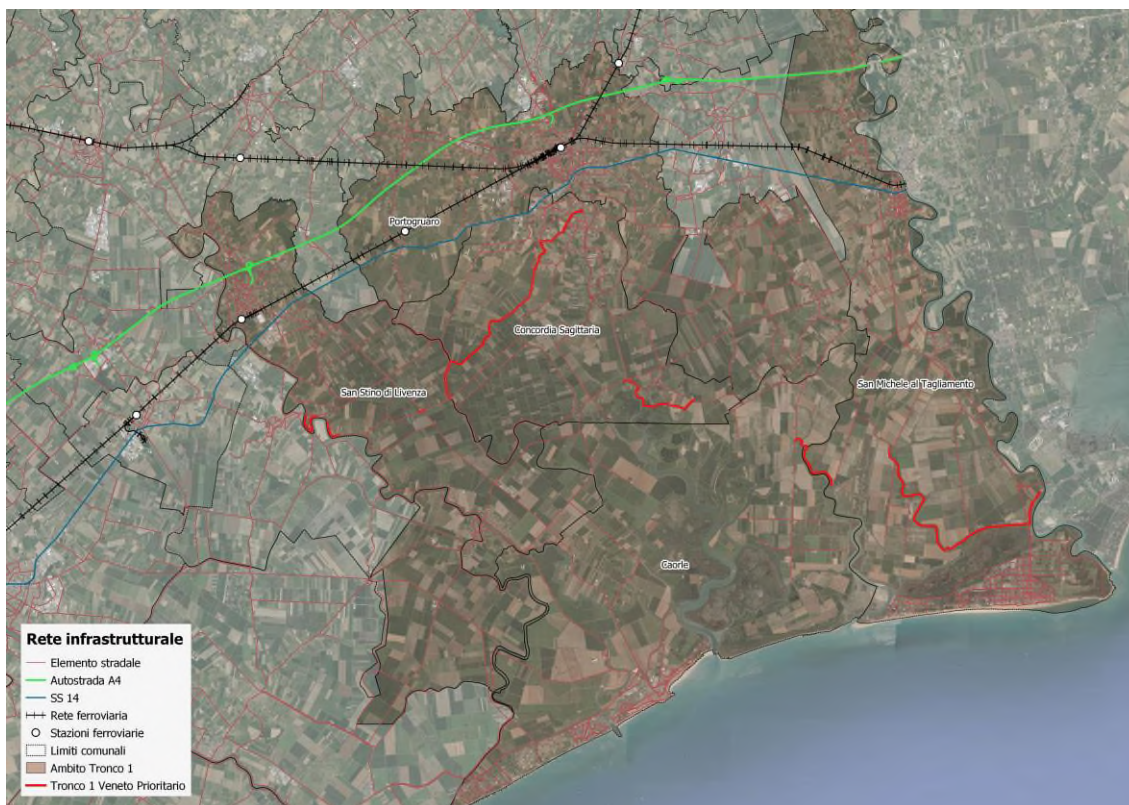 Portogruaro
Concordia Sagittaria
San Stino di Livenza
San Michele al Tagliamento
Caorle
Rete infrastrutturale
Elemento stradale
Autostrada A4
SS 14
Rete ferroviaria
Stazioni ferroviarie
Limiti comunali
Ambito Tronco 1
Tronco 1 Veneto Prioritario